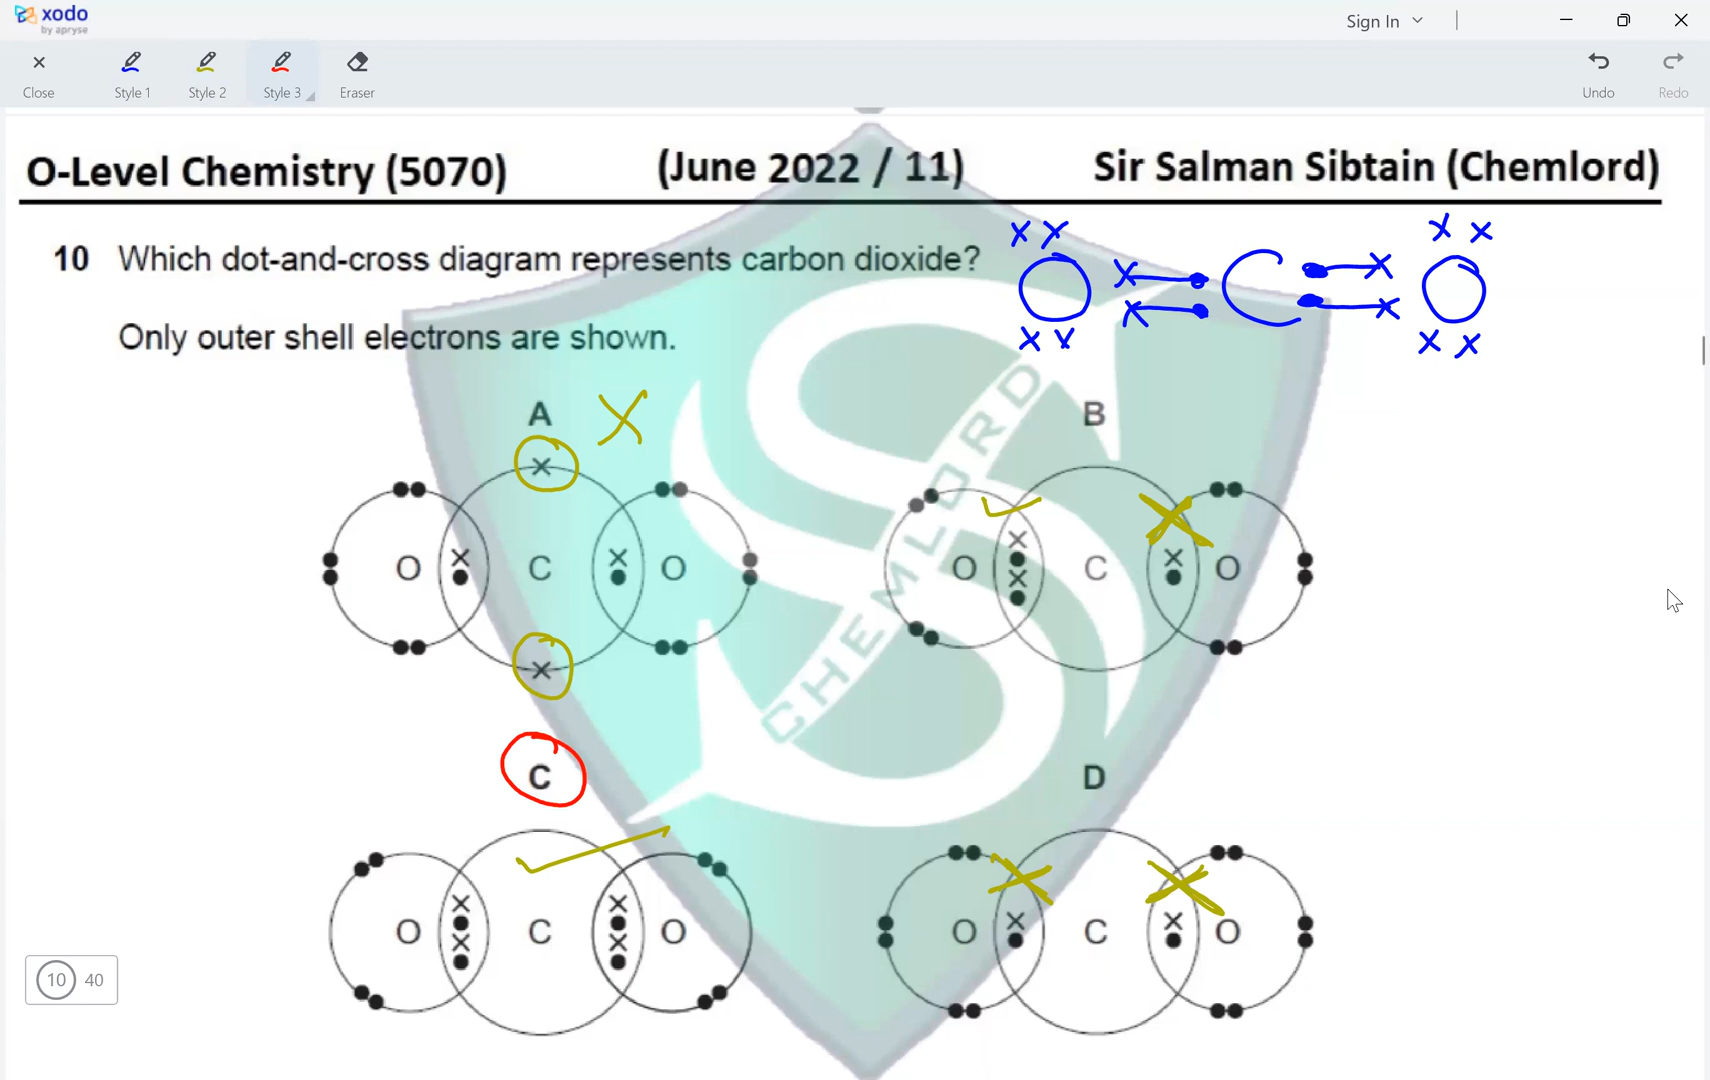 xodo
by apryse
Sign In
Close
Style 1
Style 2
Style 3
Eraser
Undo
Redo
O-Level Chemistry (5070) (June 2022 / 11) Sir Salman Sibtain (Chemlord)
10 Which dot-and-cross diagram represents carbon dioxide?
Only outer shell electrons are shown.
x x x x
O x x C x x O
x x x x
A X B
O C O O C O
C D
O C O O C O
CHEMLORD
10 40